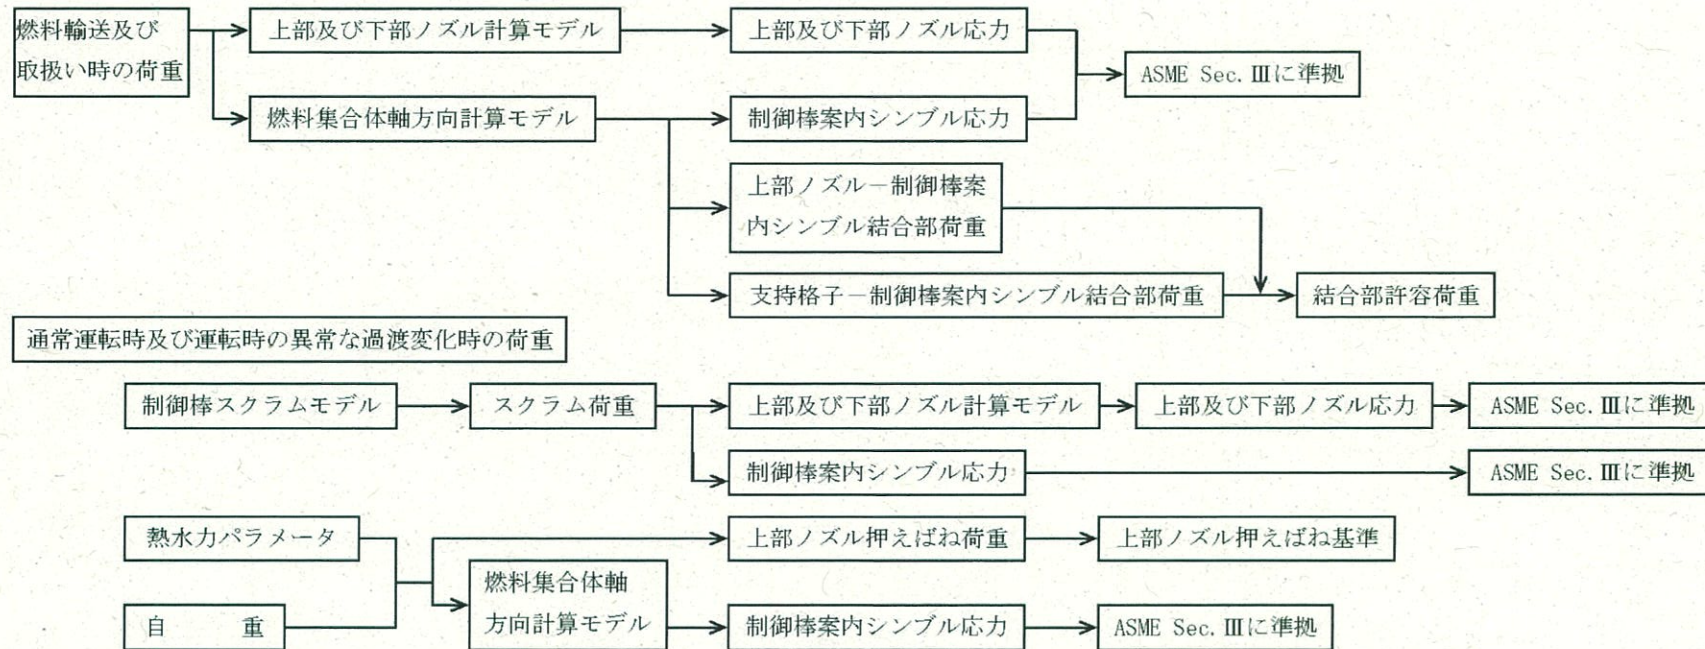 燃料輸送及び
取扱い時の荷重
上部及び下部ノズル計算モデル
上部及び下部ノズル応力
ASME Sec.Ⅲに準拠
燃料集合体軸方向計算モデル
制御棒案内シンブル応力
上部ノズル－制御棒案
内シンブル結合部荷重
支持格子－制御棒案内シンブル結合部荷重
結合部許容荷重
通常運転時及び運転時の異常な過渡変化時の荷重
制御棒スクラムモデル
スクラム荷重
上部及び下部ノズル計算モデル
上部及び下部ノズル応力
ASME Sec.Ⅲに準拠
制御棒案内シンブル応力
ASME Sec.Ⅲに準拠
熱水力パラメータ
上部ノズル押えばね荷重
上部ノズル押えばね基準
自　　　重
燃料集合体軸
方向計算モデル
制御棒案内シンブル応力
ASME Sec.Ⅲに準拠